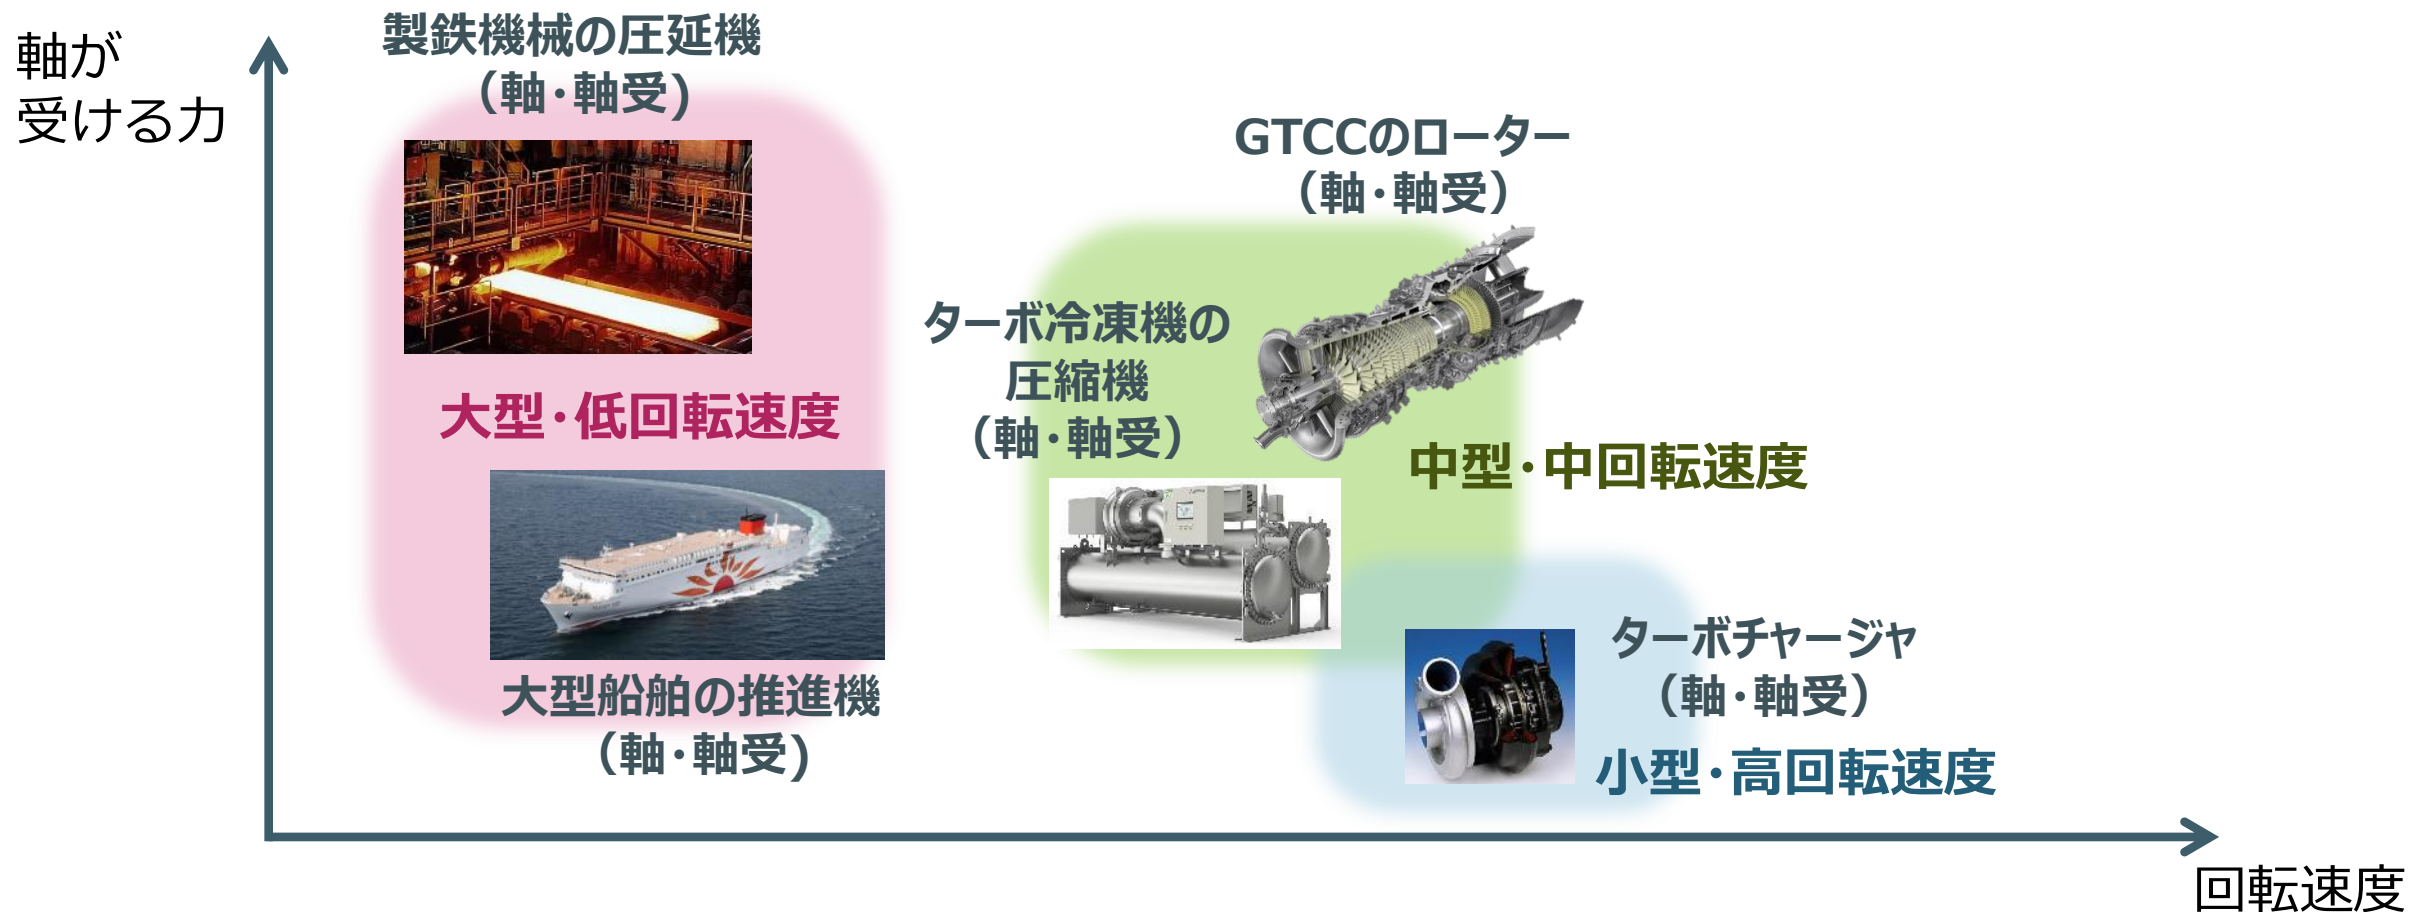 軸が
受ける力
製鉄機械の圧延機
（軸・軸受）
大型・低回転速度
大型船舶の推進機
（軸・軸受）
GTCCのローター
（軸・軸受）
ターボ冷凍機の
圧縮機
（軸・軸受）
中型・中回転速度
ターボチャージャ
（軸・軸受）
小型・高回転速度
回転速度